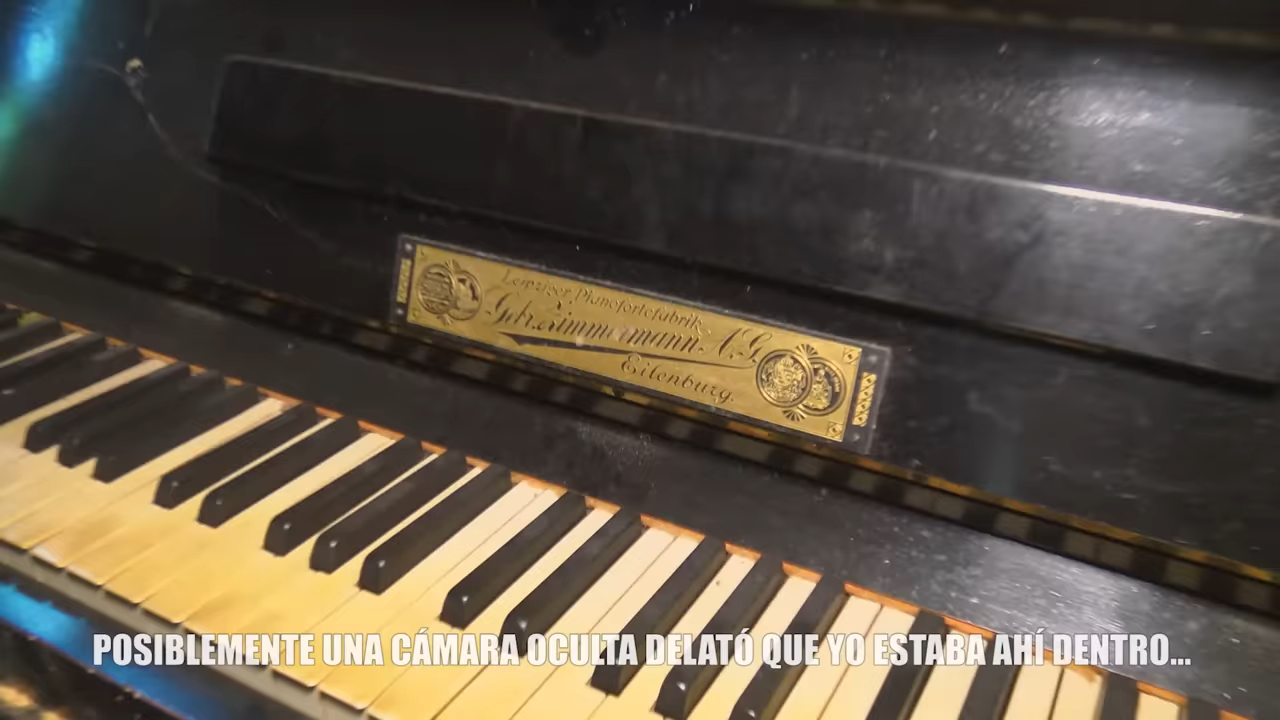 Leipziger Pianofortefabrik
Gebr. Zimmermann A.G.
Eilenburg.
POSIBLEMENTE UNA CÁMARA OCULTA DELATÓ QUE YO ESTABA AHÍ DENTRO...